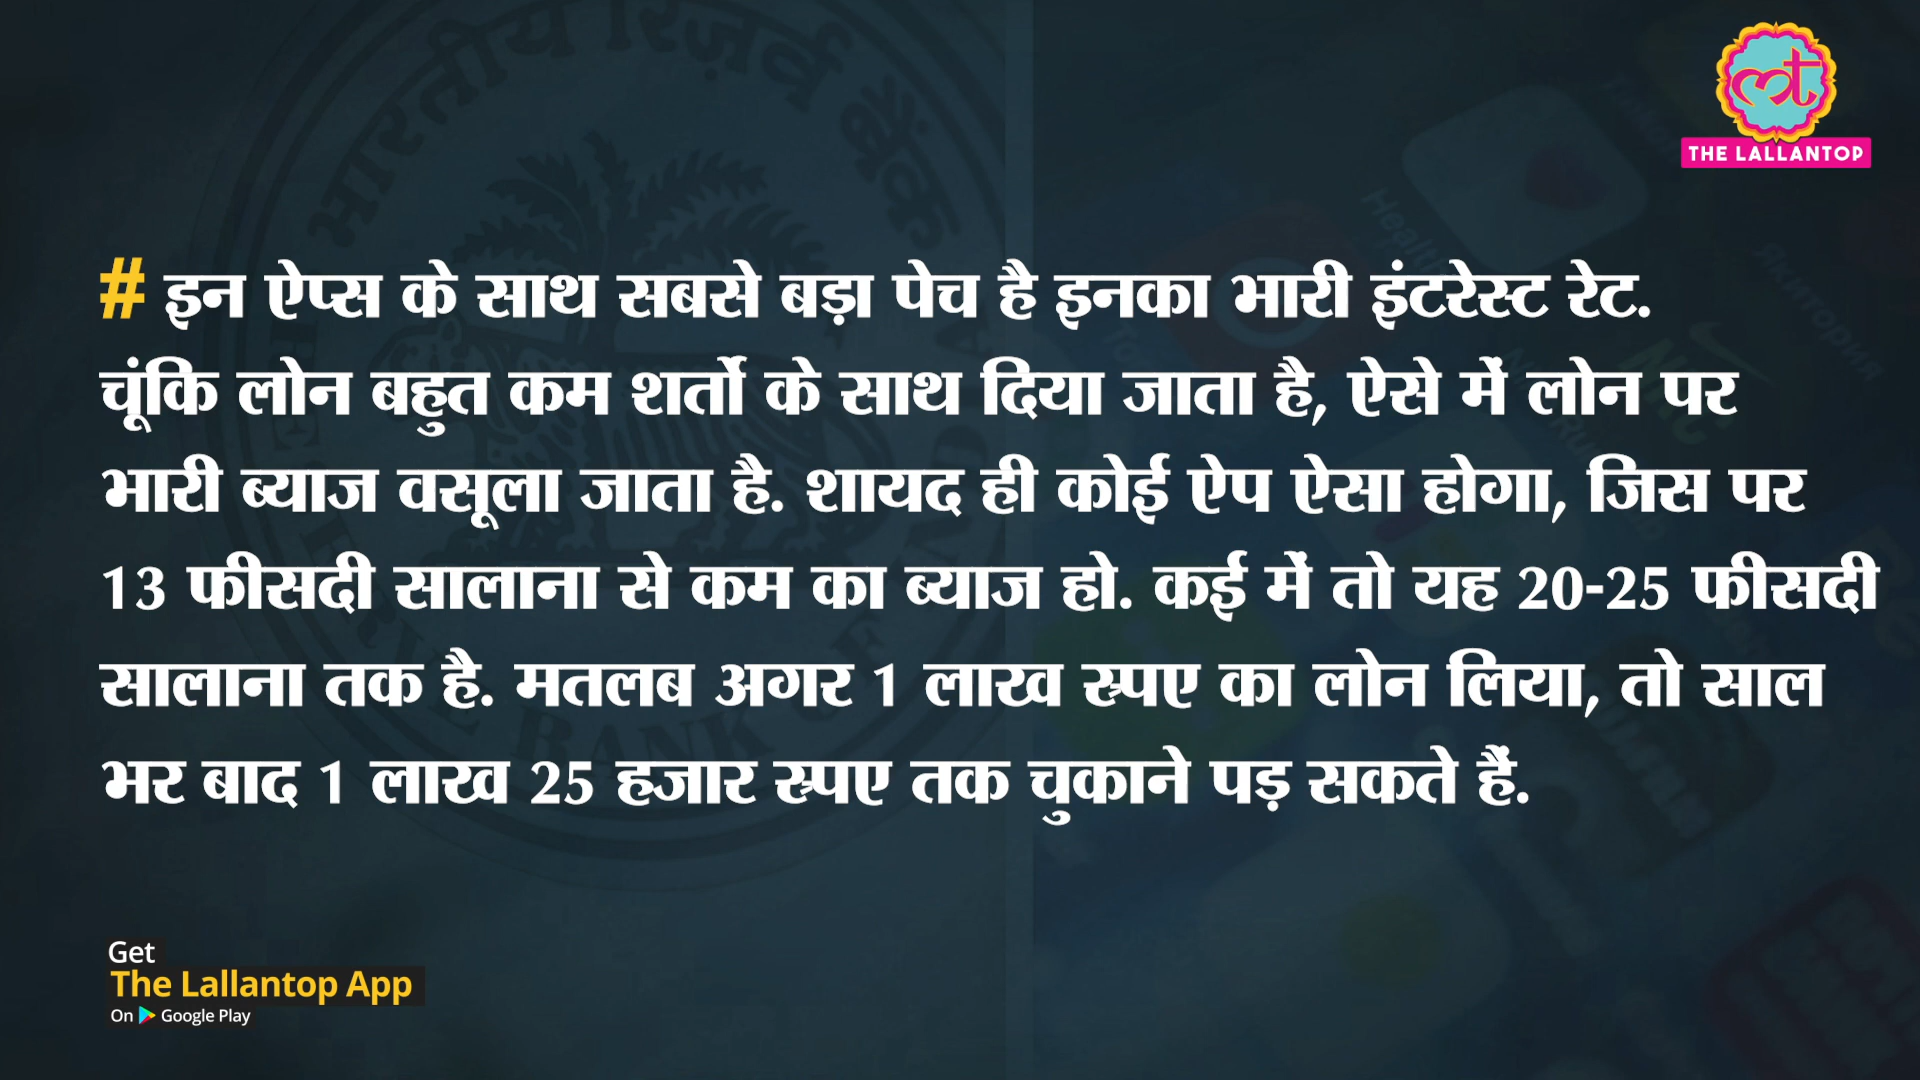 THE LALLANTOP
# इन ऐप्स के साथ सबसे बड़ा पेच है इनका भारी इंटरेस्ट रेट.
चूंकि लोन बहुत कम शर्तो के साथ दिया जाता है, ऐसे में लोन पर
भारी ब्याज वसूला जाता है. शायद ही कोई ऐप ऐसा होगा, जिस पर
13 फीसदी सालाना से कम का ब्याज हो. कई में तो यह 20-25 फीसदी
सालाना तक है. मतलब अगर 1 लाख रुपए का लोन लिया, तो साल
भर बाद 1 लाख 25 हजार रुपए तक चुकाने पड़ सकते हैं.
Get
The Lallantop App
On Google Play
भारतीय रिज़र्व बैंक